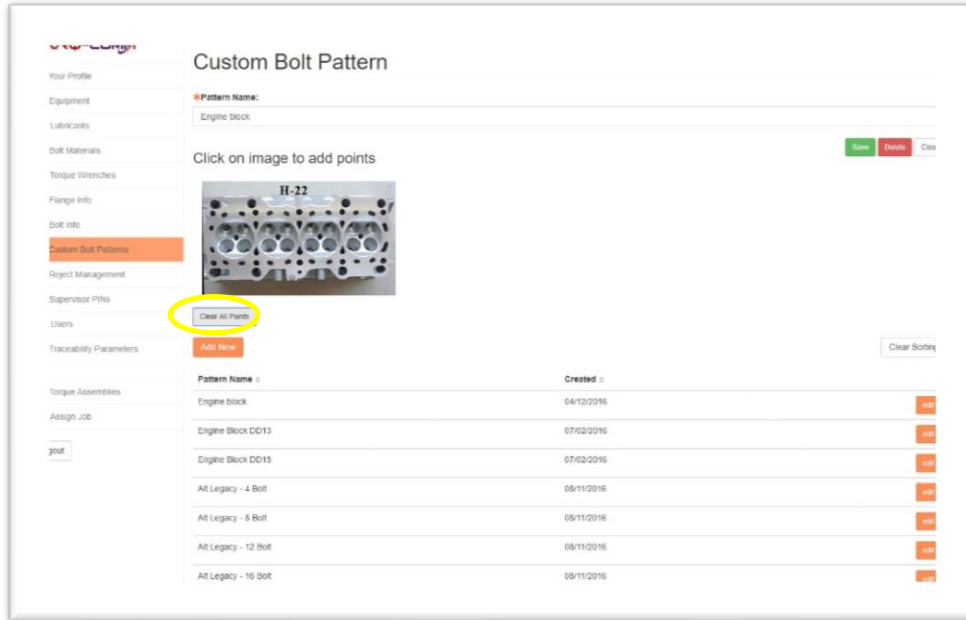 Custom Bolt Pattern
Your Profile
Equipment
Lubricants
Bolt Materials
Torque Wrenches
Flange Info
Bolt Info
Custom Bolt Patterns
Reject Management
Supervisor PINs
Users
Traceability Parameters
Torque Assemblies
Assign Job
gout
*Pattern Name:
Engine block
Save Delete Clea
Click on image to add points
H-22
Clear All Points
Add New
Clear Sorting
Pattern Name Created
Engine block 04/12/2016 edit
Engine Block DD13 07/02/2016 edit
Engine Block DD15 07/02/2016 edit
Alt Legacy - 4 Bolt 08/11/2016 edit
Alt Legacy - 8 Bolt 08/11/2016 edit
Alt Legacy - 12 Bolt 08/11/2016 edit
Alt Legacy - 16 Bolt 08/11/2016 edit